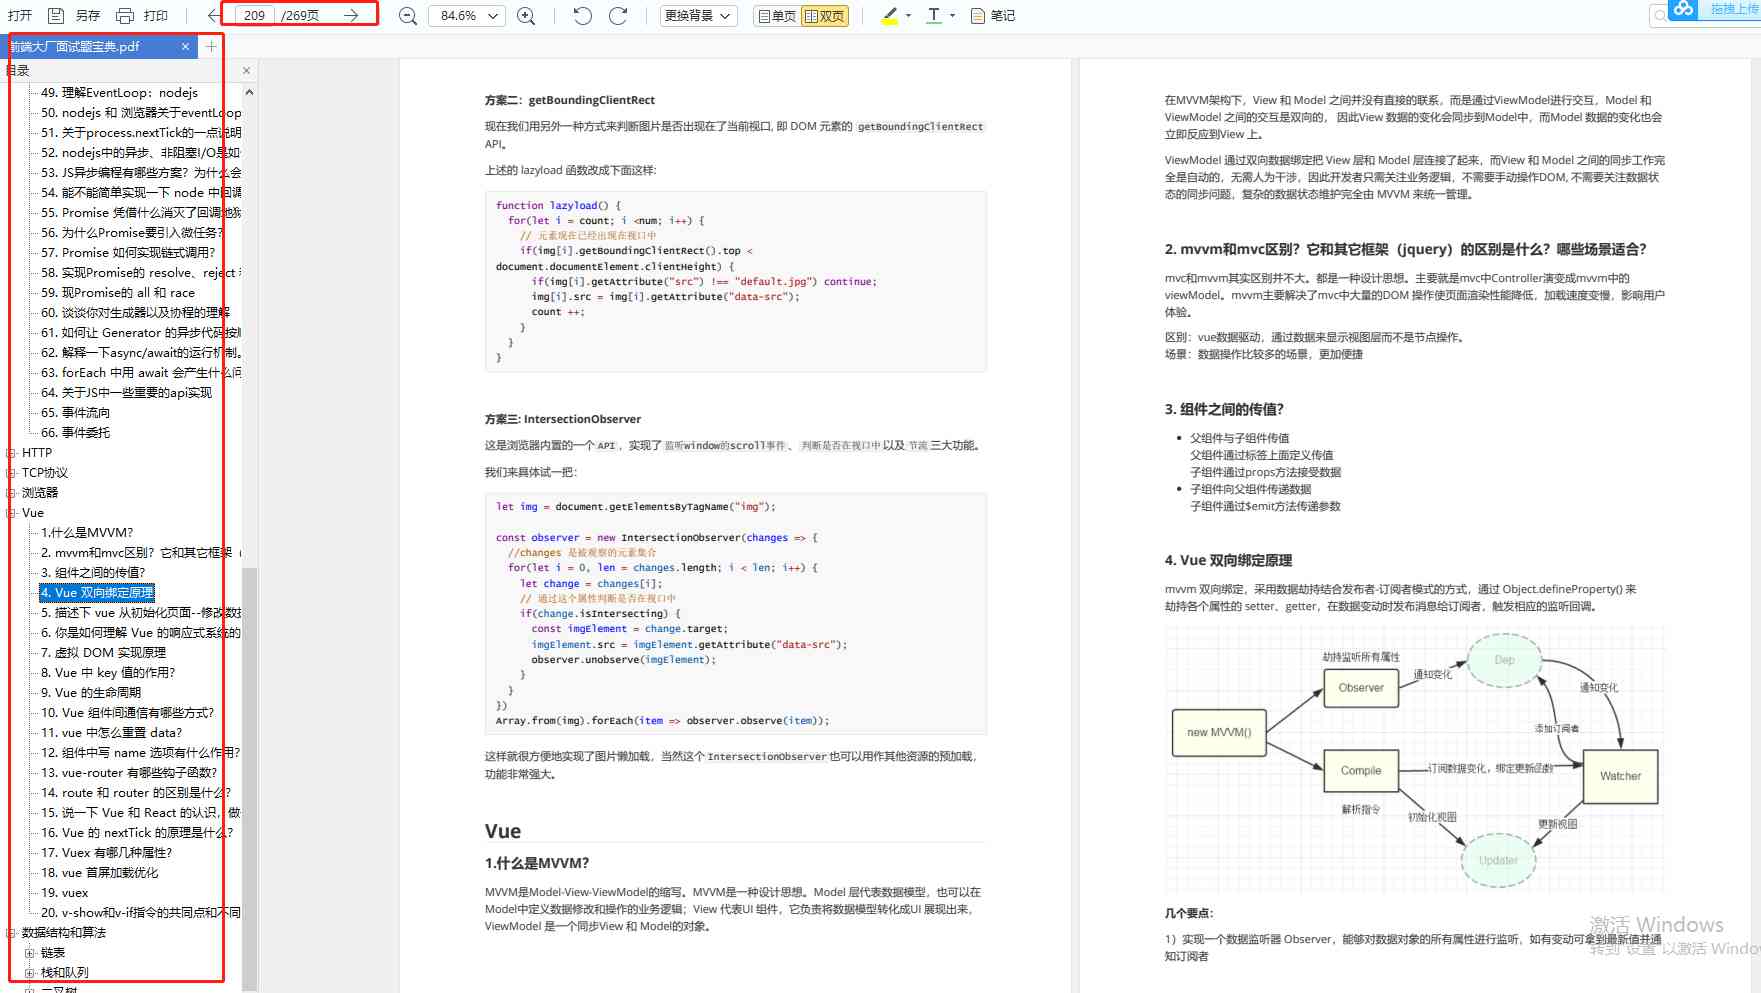 打开 另存 打印 209 /269页 84.6% 更换背景 单页 双页 T 笔记 拖拽上传
前端大厂面试题宝典.pdf × +
目录 ×
49. 理解EventLoop：nodejs
50. nodejs 和 浏览器关于eventLoop
51. 关于process.nextTick的一点说明
52. nodejs中的异步、非阻塞I/O是如
53. JS异步编程有哪些方案？为什么会
54. 能不能简单实现一下 node 中回调
55. Promise 凭借什么消灭了回调地狱
56. 为什么Promise要引入微任务？
57. Promise 如何实现链式调用？
58. 实现Promise的 resolve、reject
59. 现Promise的 all 和 race
60. 谈谈你对生成器以及协程的理解
61. 如何让 Generator 的异步代码按顺
62. 解释一下async/await的运行机制。
63. forEach 中用 await 会产生什么问
64. 关于JS中一些重要的api实现
65. 事件流向
66. 事件委托
HTTP
TCP协议
浏览器
Vue
1.什么是MVVM？
2. mvvm和mvc区别？它和其它框架（
3. 组件之间的传值？
4. Vue 双向绑定原理
5. 描述下 vue 从初始化页面--修改数据
6. 你是如何理解 Vue 的响应式系统的
7. 虚拟 DOM 实现原理
8. Vue 中 key 值的作用？
9. Vue 的生命周期
10. Vue 组件间通信有哪些方式？
11. vue 中怎么重置 data？
12. 组件中写 name 选项有什么作用？
13. vue-router 有哪些钩子函数？
14. route 和 router 的区别是什么？
15. 说一下 Vue 和 React 的认识，做
16. Vue 的 nextTick 的原理是什么？
17. Vuex 有哪几种属性？
18. vue 首屏加载优化
19. vuex
20. v-show和v-if指令的共同点和不同
数据结构和算法
链表
栈和队列
二叉树
方案二：getBoundingClientRect
现在我们用另外一种方式来判断图片是否出现在了当前视口, 即 DOM 元素的 getBoundingClientRect
API。
上述的 lazyload 函数改成下面这样:
function lazyload() {
for(let i = count; i <num; i++) {
// 元素现在已经出现在视口中
if(img[i].getBoundingClientRect().top <
document.documentElement.clientHeight) {
if(img[i].getAttribute("src") !== "default.jpg") continue;
img[i].src = img[i].getAttribute("data-src");
count ++;
}
}
}
方案三: IntersectionObserver
这是浏览器内置的一个 API ，实现了 监听window的scroll事件 、 判断是否在视口中 以及 节流 三大功能。
我们来具体试一把：
let img = document.getElementsByTagName("img");
const observer = new IntersectionObserver(changes => {
//changes 是被观察的元素集合
for(let i = 0, len = changes.length; i < len; i++) {
let change = changes[i];
// 通过这个属性判断是否在视口中
if(change.isIntersecting) {
const imgElement = change.target;
imgElement.src = imgElement.getAttribute("data-src");
observer.unobserve(imgElement);
}
}
})
Array.from(img).forEach(item => observer.observe(item));
这样就很方便地实现了图片懒加载，当然这个 IntersectionObserver 也可以用作其他资源的预加载，
功能非常强大。
Vue
1.什么是MVVM？
MVVM是Model-View-ViewModel的缩写。MVVM是一种设计思想。Model 层代表数据模型，也可以在
Model中定义数据修改和操作的业务逻辑；View 代表UI 组件，它负责将数据模型转化成UI 展现出来，
ViewModel 是一个同步View 和 Model的对象。
在MVVM架构下，View 和 Model 之间并没有直接的联系，而是通过ViewModel进行交互，Model 和
ViewModel 之间的交互是双向的， 因此View 数据的变化会同步到Model中，而Model 数据的变化也会
立即反应到View 上。
ViewModel 通过双向数据绑定把 View 层和 Model 层连接了起来，而View 和 Model 之间的同步工作完
全是自动的，无需人为干涉，因此开发者只需关注业务逻辑，不需要手动操作DOM, 不需要关注数据状
态的同步问题，复杂的数据状态维护完全由 MVVM 来统一管理。
2. mvvm和mvc区别？它和其它框架（jquery）的区别是什么？哪些场景适合？
mvc和mvvm其实区别并不大。都是一种设计思想。主要就是mvc中Controller演变成mvvm中的
viewModel。mvvm主要解决了mvc中大量的DOM 操作使页面渲染性能降低，加载速度变慢，影响用户
体验。
区别：vue数据驱动，通过数据来显示视图层而不是节点操作。
场景：数据操作比较多的场景，更加便捷
3. 组件之间的传值？
• 父组件与子组件传值
父组件通过标签上面定义传值
子组件通过props方法接受数据
• 子组件向父组件传递数据
子组件通过$emit方法传递参数
4. Vue 双向绑定原理
mvvm 双向绑定，采用数据劫持结合发布者-订阅者模式的方式，通过 Object.defineProperty() 来
劫持各个属性的 setter、getter，在数据变动时发布消息给订阅者，触发相应的监听回调。
劫持监听所有属性
Observer
通知变化
Dep
通知变化
new MVVM()
添加订阅者
Compile
订阅数据变化，绑定更新函数
Watcher
解析指令
初始化视图
更新视图
Updater
几个要点：
1）实现一个数据监听器 Observer，能够对数据对象的所有属性进行监听，如有变动可拿到最新值并通
知订阅者
激活 Windows
转到"设置"以激活 Windo